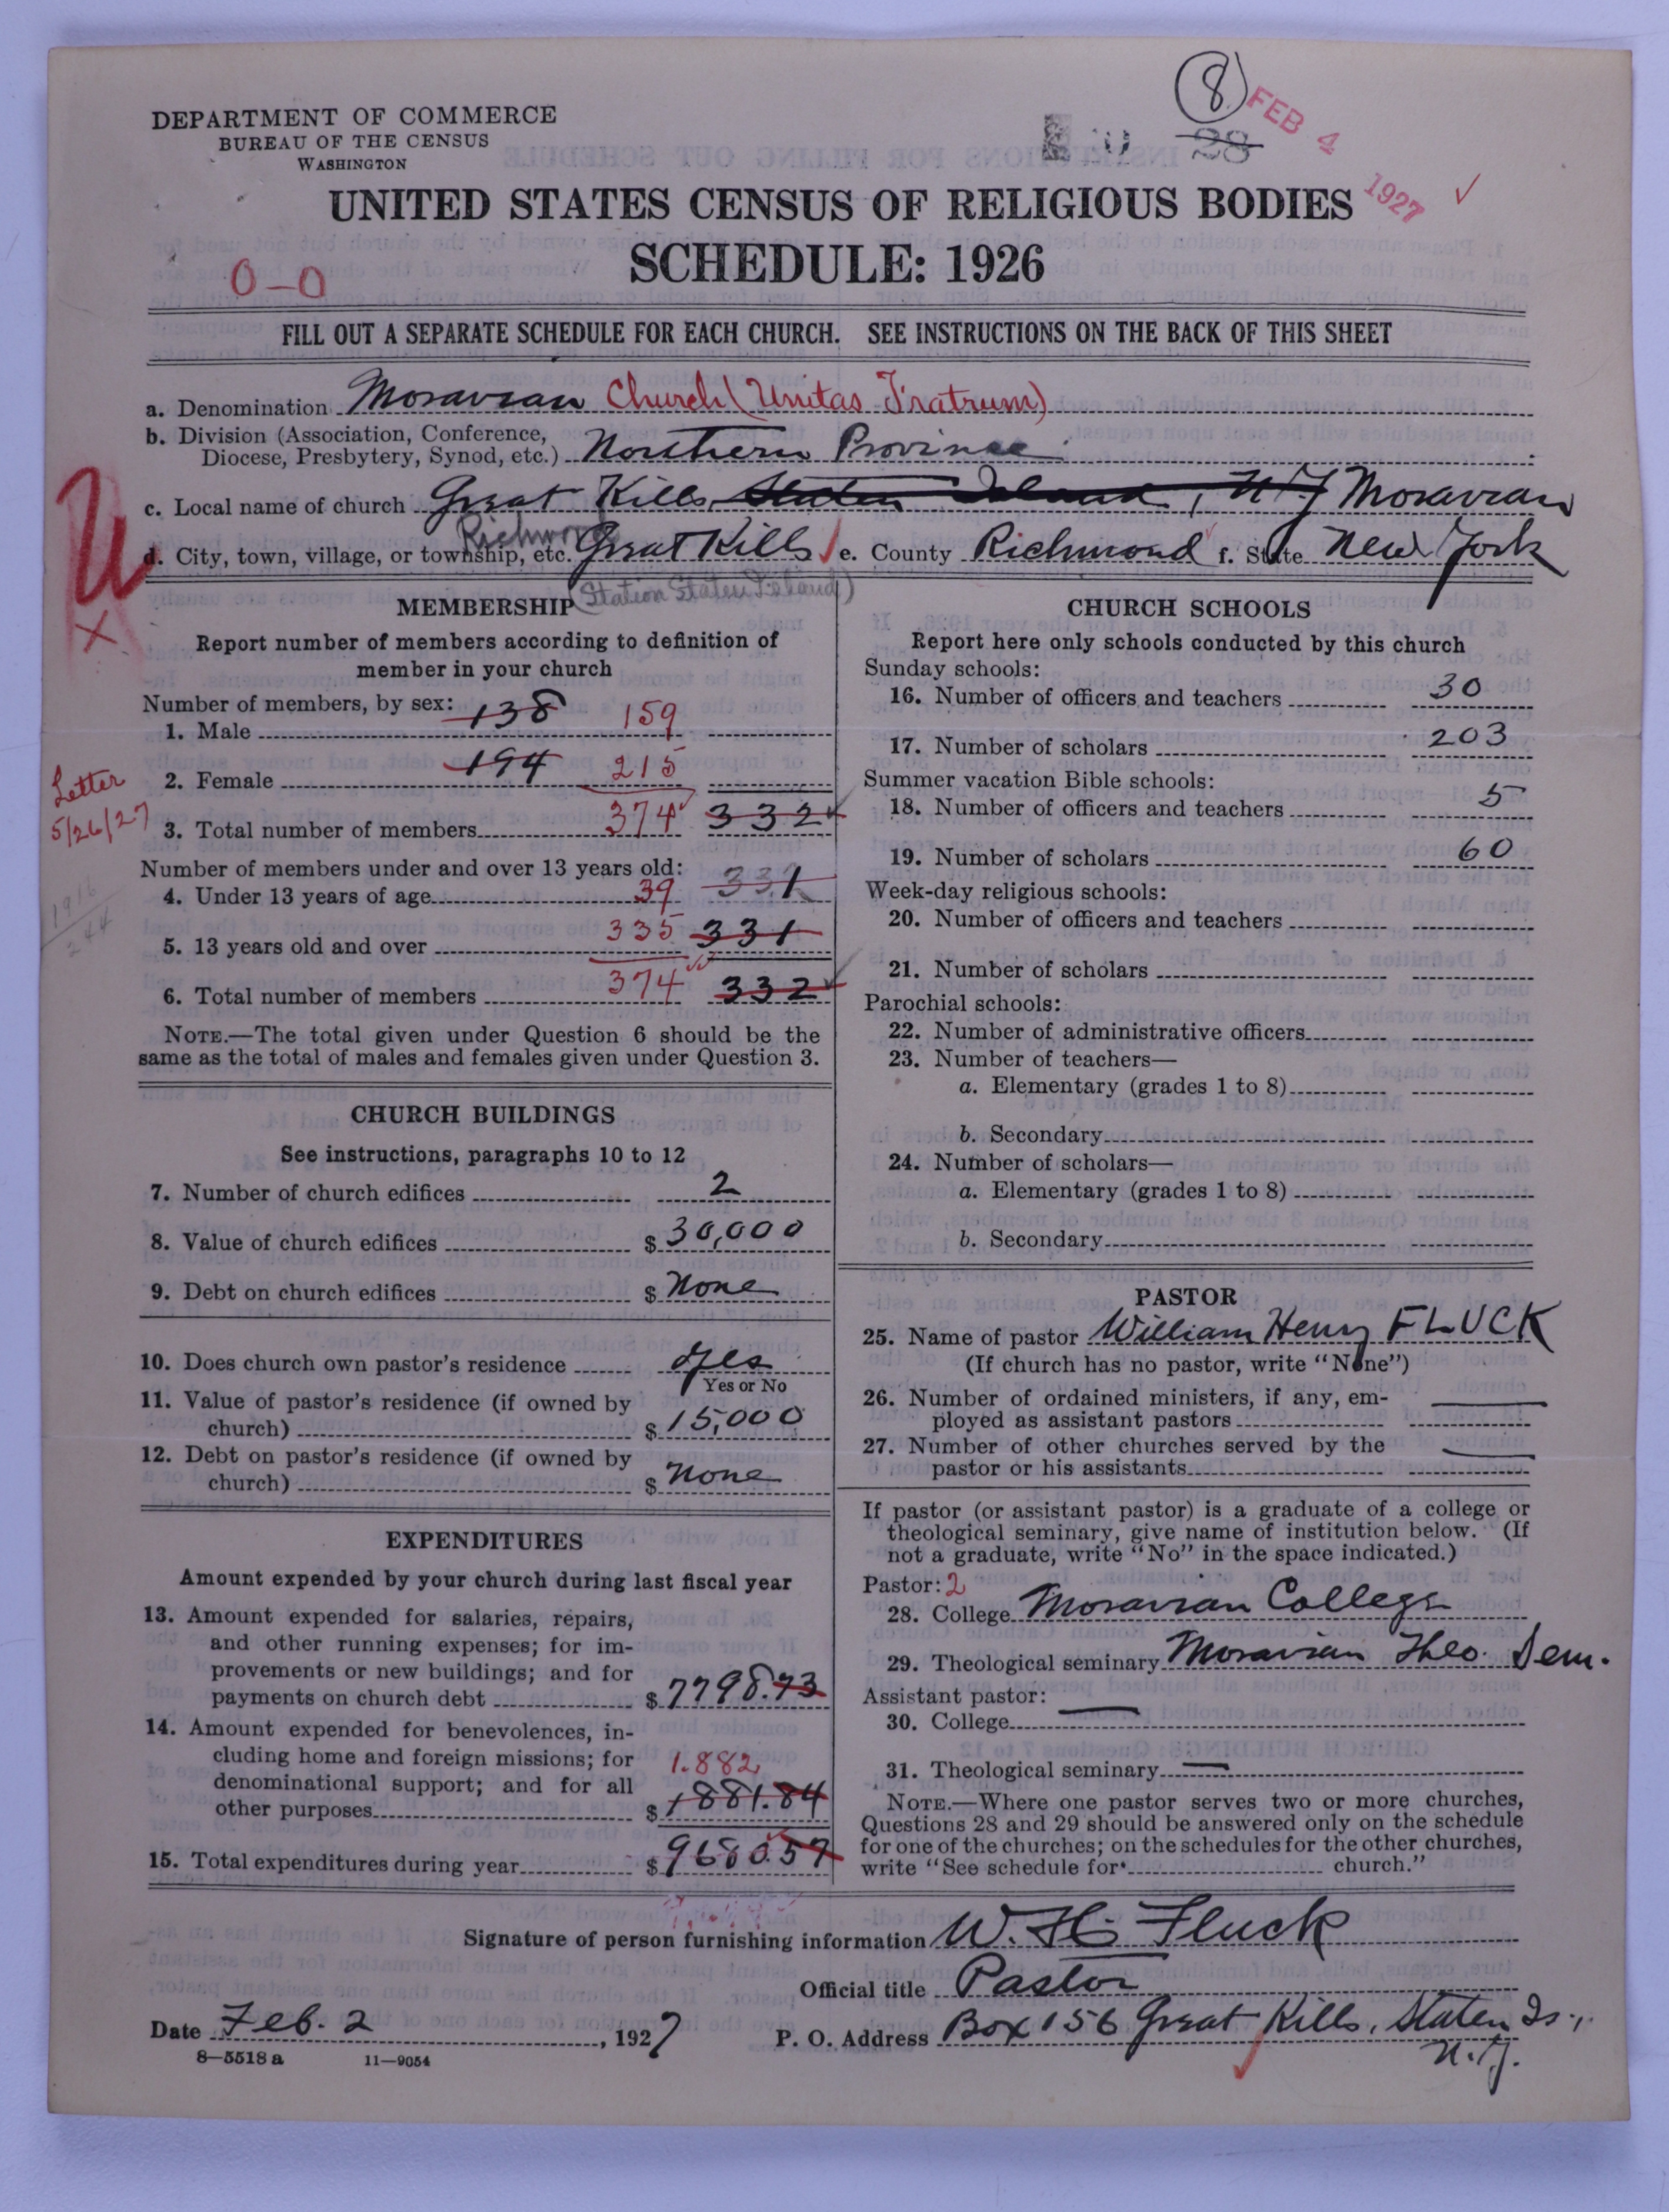 8
FEB 4 1927
28
DEPARTMENT OF COMMERCE
BUREAU OF THE CENSUS
WASHINGTON
UNITED STATES CENSUS OF RELIGIOUS BODIES
SCHEDULE: 1926
0-0
FILL OUT A SEPARATE SCHEDULE FOR EACH CHURCH. SEE INSTRUCTIONS ON THE BACK OF THIS SHEET
a. Denomination Moravian Church (Unitas Fratrum)
b. Division (Association, Conference, Diocese, Presbytery, Synod, etc.) Northern Province
c. Local name of church Great Kills, Staten Island, N.Y Moravian
Richmond
d. City, town, village, or township, etc. Great Kills e. County Richmond f. State New York
(Station Staten Island)
U
X
MEMBERSHIP
Report number of members according to definition of
member in your church
Number of members, by sex:
1. Male 138 159
2. Female 194 215
Letter
5/26/27
3. Total number of members 374 332
Number of members under and over 13 years old:
4. Under 13 years of age 39 331
1916
244
5. 13 years old and over 335 331
6. Total number of members 374 332
NOTE.—The total given under Question 6 should be the
same as the total of males and females given under Question 3.
CHURCH BUILDINGS
See instructions, paragraphs 10 to 12
7. Number of church edifices 2
8. Value of church edifices $ 30,000
9. Debt on church edifices $ None
10. Does church own pastor's residence Yes
Yes or No
11. Value of pastor's residence (if owned by
church) $ 15,000
12. Debt on pastor's residence (if owned by
church) $ None
EXPENDITURES
Amount expended by your church during last fiscal year
13. Amount expended for salaries, repairs,
and other running expenses; for im-
provements or new buildings; and for
payments on church debt $ 7798.73
14. Amount expended for benevolences, in-
cluding home and foreign missions; for
denominational support; and for all
other purposes $ 1881.84
1.882
15. Total expenditures during year $ 9680.57
CHURCH SCHOOLS
Report here only schools conducted by this church
Sunday schools:
16. Number of officers and teachers 30
17. Number of scholars 203
Summer vacation Bible schools:
18. Number of officers and teachers 5
19. Number of scholars 60
Week-day religious schools:
20. Number of officers and teachers
21. Number of scholars
Parochial schools:
22. Number of administrative officers
23. Number of teachers—
a. Elementary (grades 1 to 8)
b. Secondary
24. Number of scholars—
a. Elementary (grades 1 to 8)
b. Secondary
PASTOR
25. Name of pastor William Henry FLUCK
(If church has no pastor, write "None")
26. Number of ordained ministers, if any, em-
ployed as assistant pastors
27. Number of other churches served by the
pastor or his assistants
If pastor (or assistant pastor) is a graduate of a college or
theological seminary, give name of institution below. (If
not a graduate, write "No" in the space indicated.)
Pastor: 2
28. College Moravian College
29. Theological seminary Moravian Theo. Sem.
Assistant pastor:
30. College —
31. Theological seminary —
NOTE.—Where one pastor serves two or more churches,
Questions 28 and 29 should be answered only on the schedule
for one of the churches; on the schedules for the other churches,
write "See schedule for church."
Signature of person furnishing information W. H. Fluck
Official title Pastor
Date Feb. 2, 1927
P. O. Address Box 156 Great Kills, Staten Is.,
N.Y.
8—5518 a 11—9054